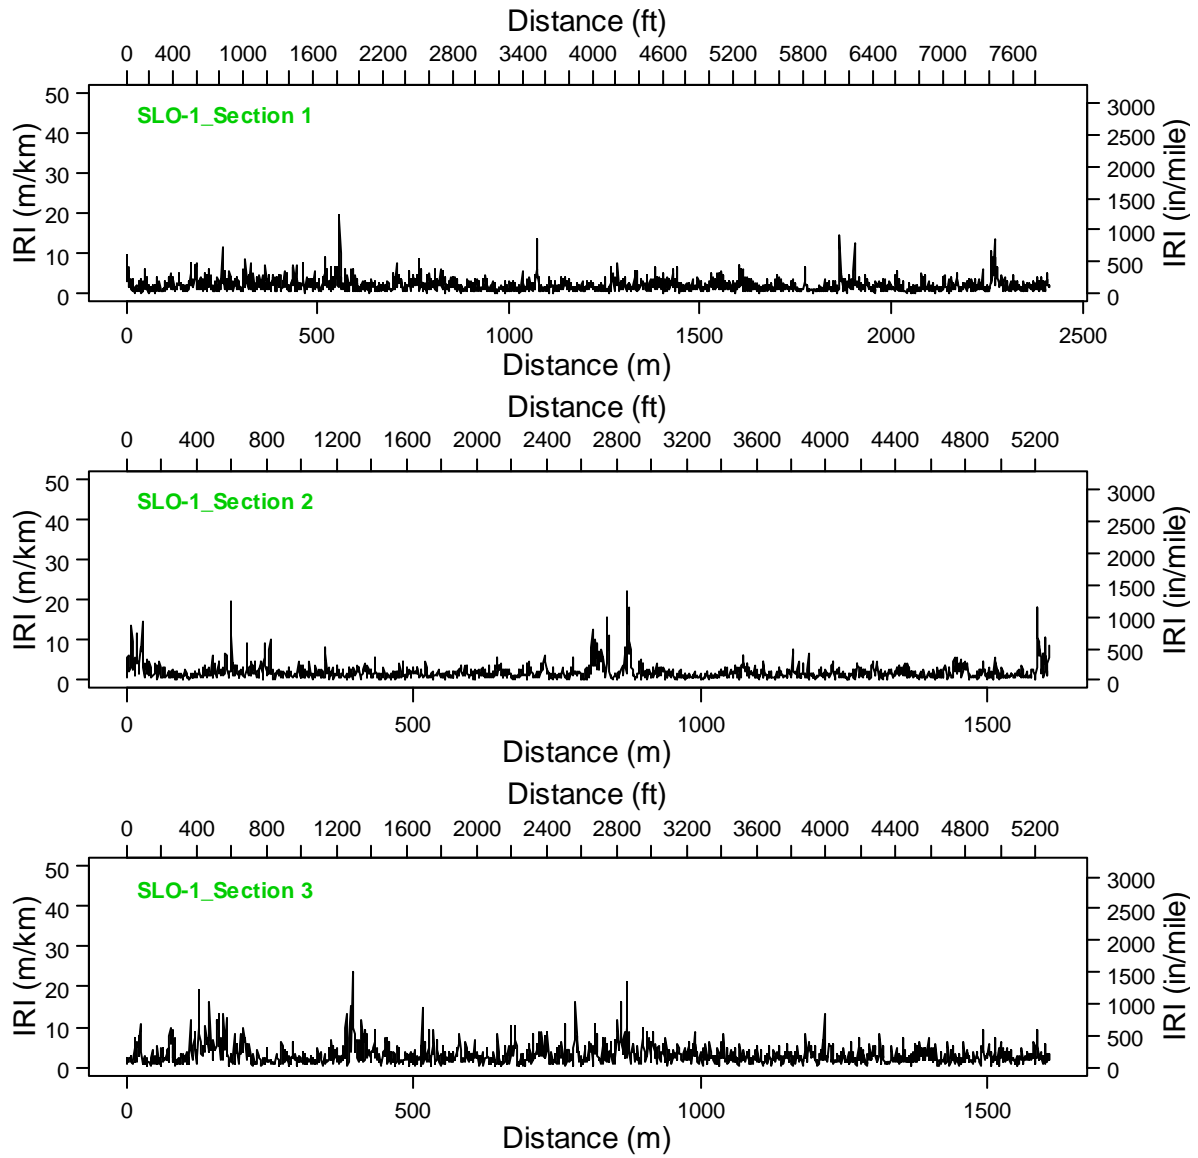 Distance (ft)
0 400 1000 1600 2200 2800 3400 4000 4600 5200 5800 6400 7000 7600
SLO-1_Section 1
IRI (m/km)
50
40
30
20
10
0
3000
2500
2000
1500
1000
500
0
IRI (in/mile)
0 500 1000 1500 2000 2500
Distance (m)
Distance (ft)
0 400 800 1200 1600 2000 2400 2800 3200 3600 4000 4400 4800 5200
SLO-1_Section 2
IRI (m/km)
50
40
30
20
10
0
3000
2500
2000
1500
1000
500
0
IRI (in/mile)
0 500 1000 1500
Distance (m)
Distance (ft)
0 400 800 1200 1600 2000 2400 2800 3200 3600 4000 4400 4800 5200
SLO-1_Section 3
IRI (m/km)
50
40
30
20
10
0
3000
2500
2000
1500
1000
500
0
IRI (in/mile)
0 500 1000 1500
Distance (m)